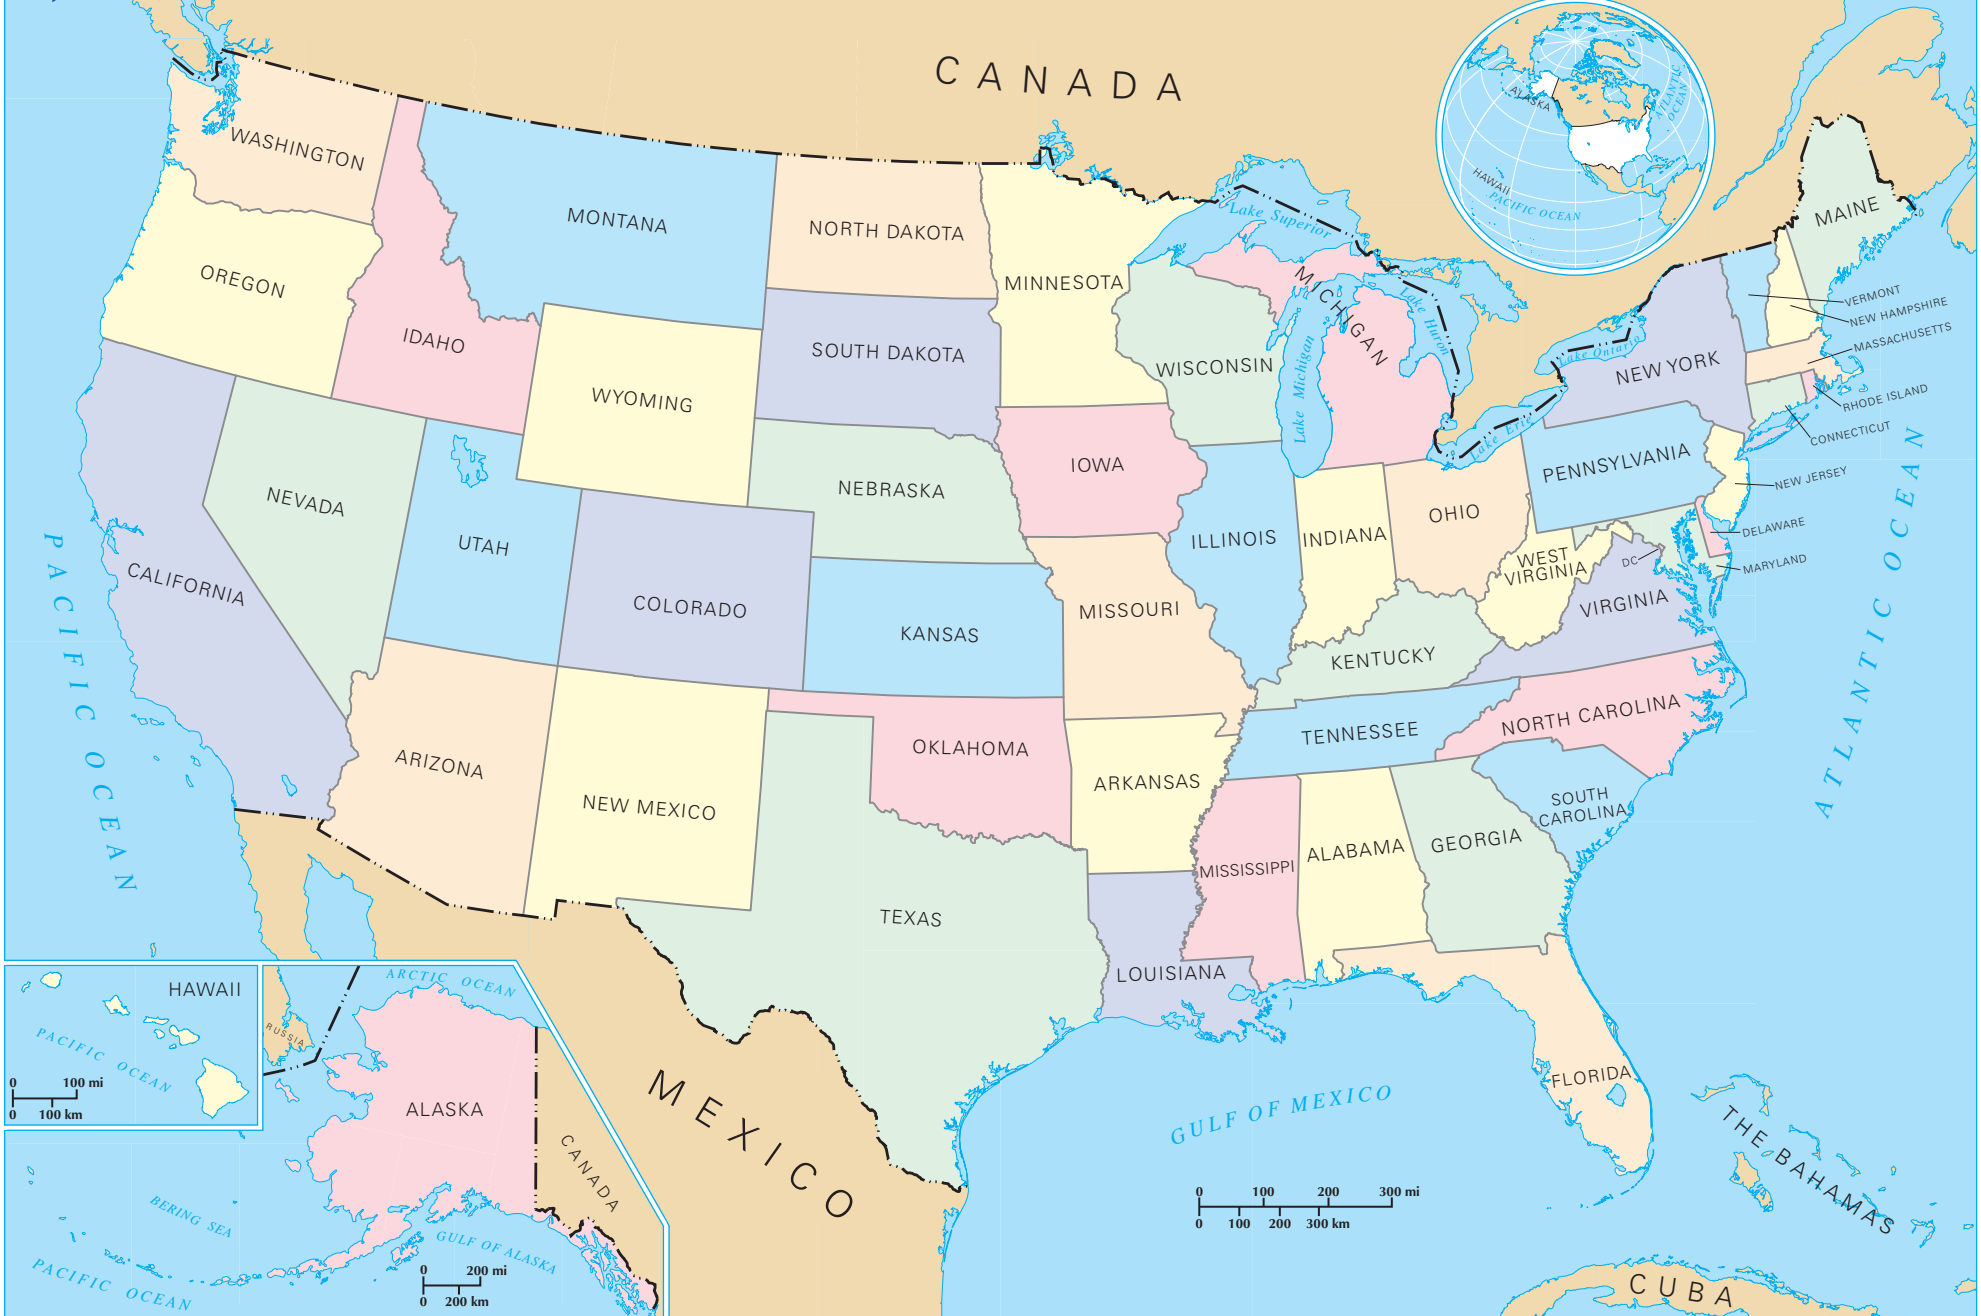 CANADA
ALASKA
ATLANTIC
OCEAN
HAWAII
PACIFIC OCEAN
WASHINGTON
MONTANA
NORTH DAKOTA
MINNESOTA
Lake Superior
MAINE
OREGON
IDAHO
WYOMING
SOUTH DAKOTA
WISCONSIN
MICHIGAN
Lake Michigan
Lake Huron
Lake Ontario
Lake Erie
NEW YORK
VERMONT
NEW HAMPSHIRE
MASSACHUSETTS
RHODE ISLAND
CONNECTICUT
NEW JERSEY
DELAWARE
MARYLAND
DC
PENNSYLVANIA
NEVADA
UTAH
COLORADO
NEBRASKA
IOWA
ILLINOIS
INDIANA
OHIO
WEST
VIRGINIA
VIRGINIA
CALIFORNIA
KANSAS
MISSOURI
KENTUCKY
TENNESSEE
NORTH CAROLINA
SOUTH
CAROLINA
ARIZONA
NEW MEXICO
OKLAHOMA
ARKANSAS
TEXAS
LOUISIANA
MISSISSIPPI
ALABAMA
GEORGIA
FLORIDA
PACIFIC OCEAN
ATLANTIC OCEAN
GULF OF MEXICO
MEXICO
THE BAHAMAS
CUBA
0 100 200 300 mi
0 100 200 300 km
HAWAII
PACIFIC OCEAN
0 100 mi
0 100 km
ARCTIC OCEAN
RUSSIA
ALASKA
CANADA
BERING SEA
GULF OF ALASKA
PACIFIC OCEAN
0 200 mi
0 200 km